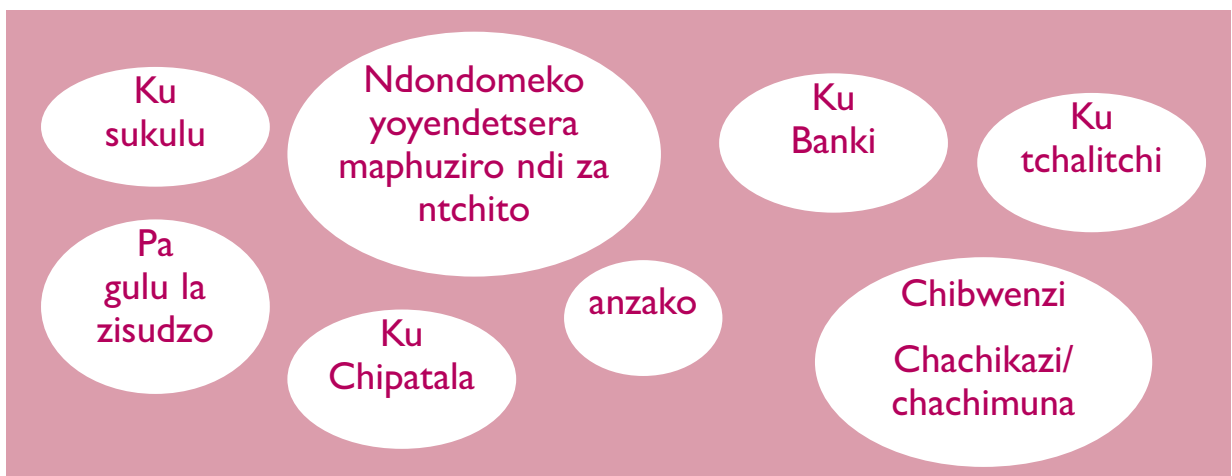 Ku
sukulu
Ndondomeko
yoyendetsera
maphuziro ndi za
ntchito
Ku
Banki
Ku
tchalitchi
Pa
gulu la
zisudzo
Ku
Chipatala
anzako
Chibwenzi
Chachikazi/
chachimuna